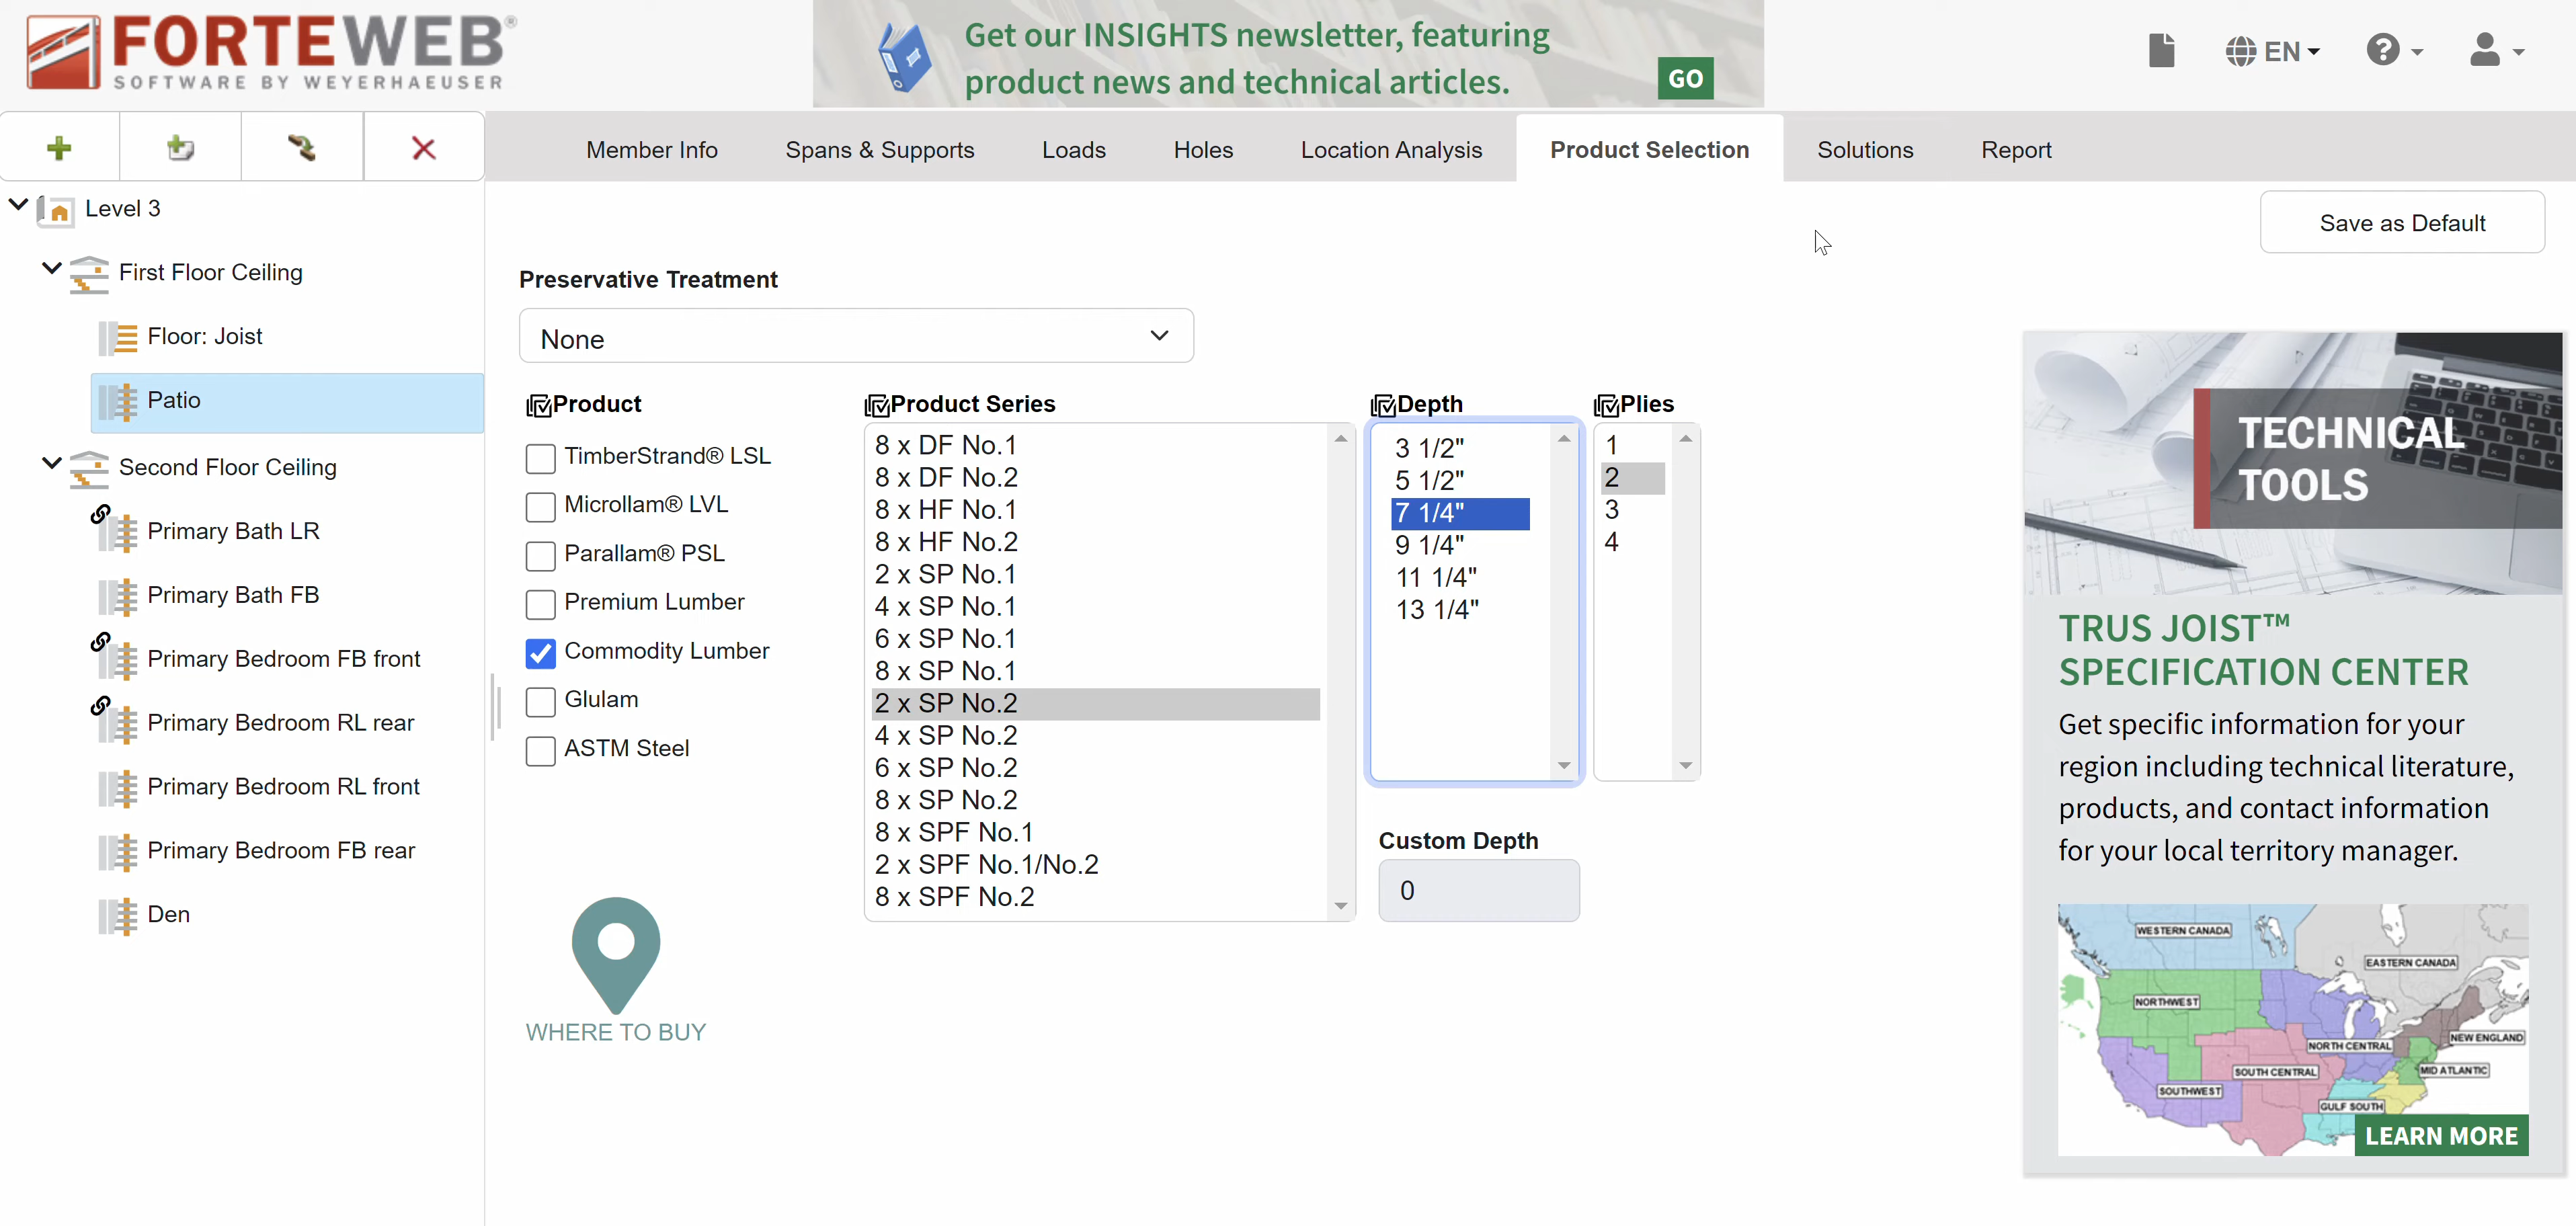 FORTEWEB®
SOFTWARE BY WEYERHAEUSER
Get our INSIGHTS newsletter, featuring
product news and technical articles.
GO
EN
Member Info
Spans & Supports
Loads
Holes
Location Analysis
Product Selection
Solutions
Report
Level 3
First Floor Ceiling
Floor: Joist
Patio
Second Floor Ceiling
Primary Bath LR
Primary Bath FB
Primary Bedroom FB front
Primary Bedroom RL rear
Primary Bedroom RL front
Primary Bedroom FB rear
Den
Save as Default
Preservative Treatment
None
Product
TimberStrand® LSL
Microllam® LVL
Parallam® PSL
Premium Lumber
Commodity Lumber
Glulam
ASTM Steel
WHERE TO BUY
Product Series
8 x DF No.1
8 x DF No.2
8 x HF No.1
8 x HF No.2
2 x SP No.1
4 x SP No.1
6 x SP No.1
8 x SP No.1
2 x SP No.2
4 x SP No.2
6 x SP No.2
8 x SP No.2
8 x SPF No.1
2 x SPF No.1/No.2
8 x SPF No.2
Depth
3 1/2"
5 1/2"
7 1/4"
9 1/4"
11 1/4"
13 1/4"
Custom Depth
0
Plies
1
2
3
4
TECHNICAL
TOOLS
TRUS JOIST™
SPECIFICATION CENTER
Get specific information for your
region including technical literature,
products, and contact information
for your local territory manager.
WESTERN CANADA
EASTERN CANADA
NORTHWEST
NEW ENGLAND
NORTH CENTRAL
MID ATLANTIC
SOUTH CENTRAL
SOUTHWEST
GULF SOUTH
LEARN MORE